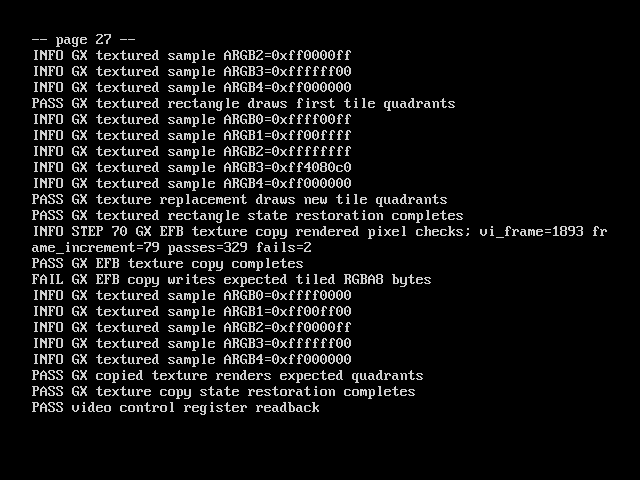 -- page 27 --
INFO GX textured sample ARGB2=0xff0000ff
INFO GX textured sample ARGB3=0xffffff00
INFO GX textured sample ARGB4=0xff000000
PASS GX textured rectangle draws first tile quadrants
INFO GX textured sample ARGB0=0xffff00ff
INFO GX textured sample ARGB1=0xff00ffff
INFO GX textured sample ARGB2=0xffffffff
INFO GX textured sample ARGB3=0xff4080c0
INFO GX textured sample ARGB4=0xff000000
PASS GX texture replacement draws new tile quadrants
PASS GX textured rectangle state restoration completes
INFO STEP 70 GX EFB texture copy rendered pixel checks; vi_frame=1893 fr
ame_increment=79 passes=329 fails=2
PASS GX EFB texture copy completes
FAIL GX EFB copy writes expected tiled RGBA8 bytes
INFO GX textured sample ARGB0=0xffff0000
INFO GX textured sample ARGB1=0xff00ff00
INFO GX textured sample ARGB2=0xff0000ff
INFO GX textured sample ARGB3=0xffffff00
INFO GX textured sample ARGB4=0xff000000
PASS GX copied texture renders expected quadrants
PASS GX texture copy state restoration completes
PASS video control register readback